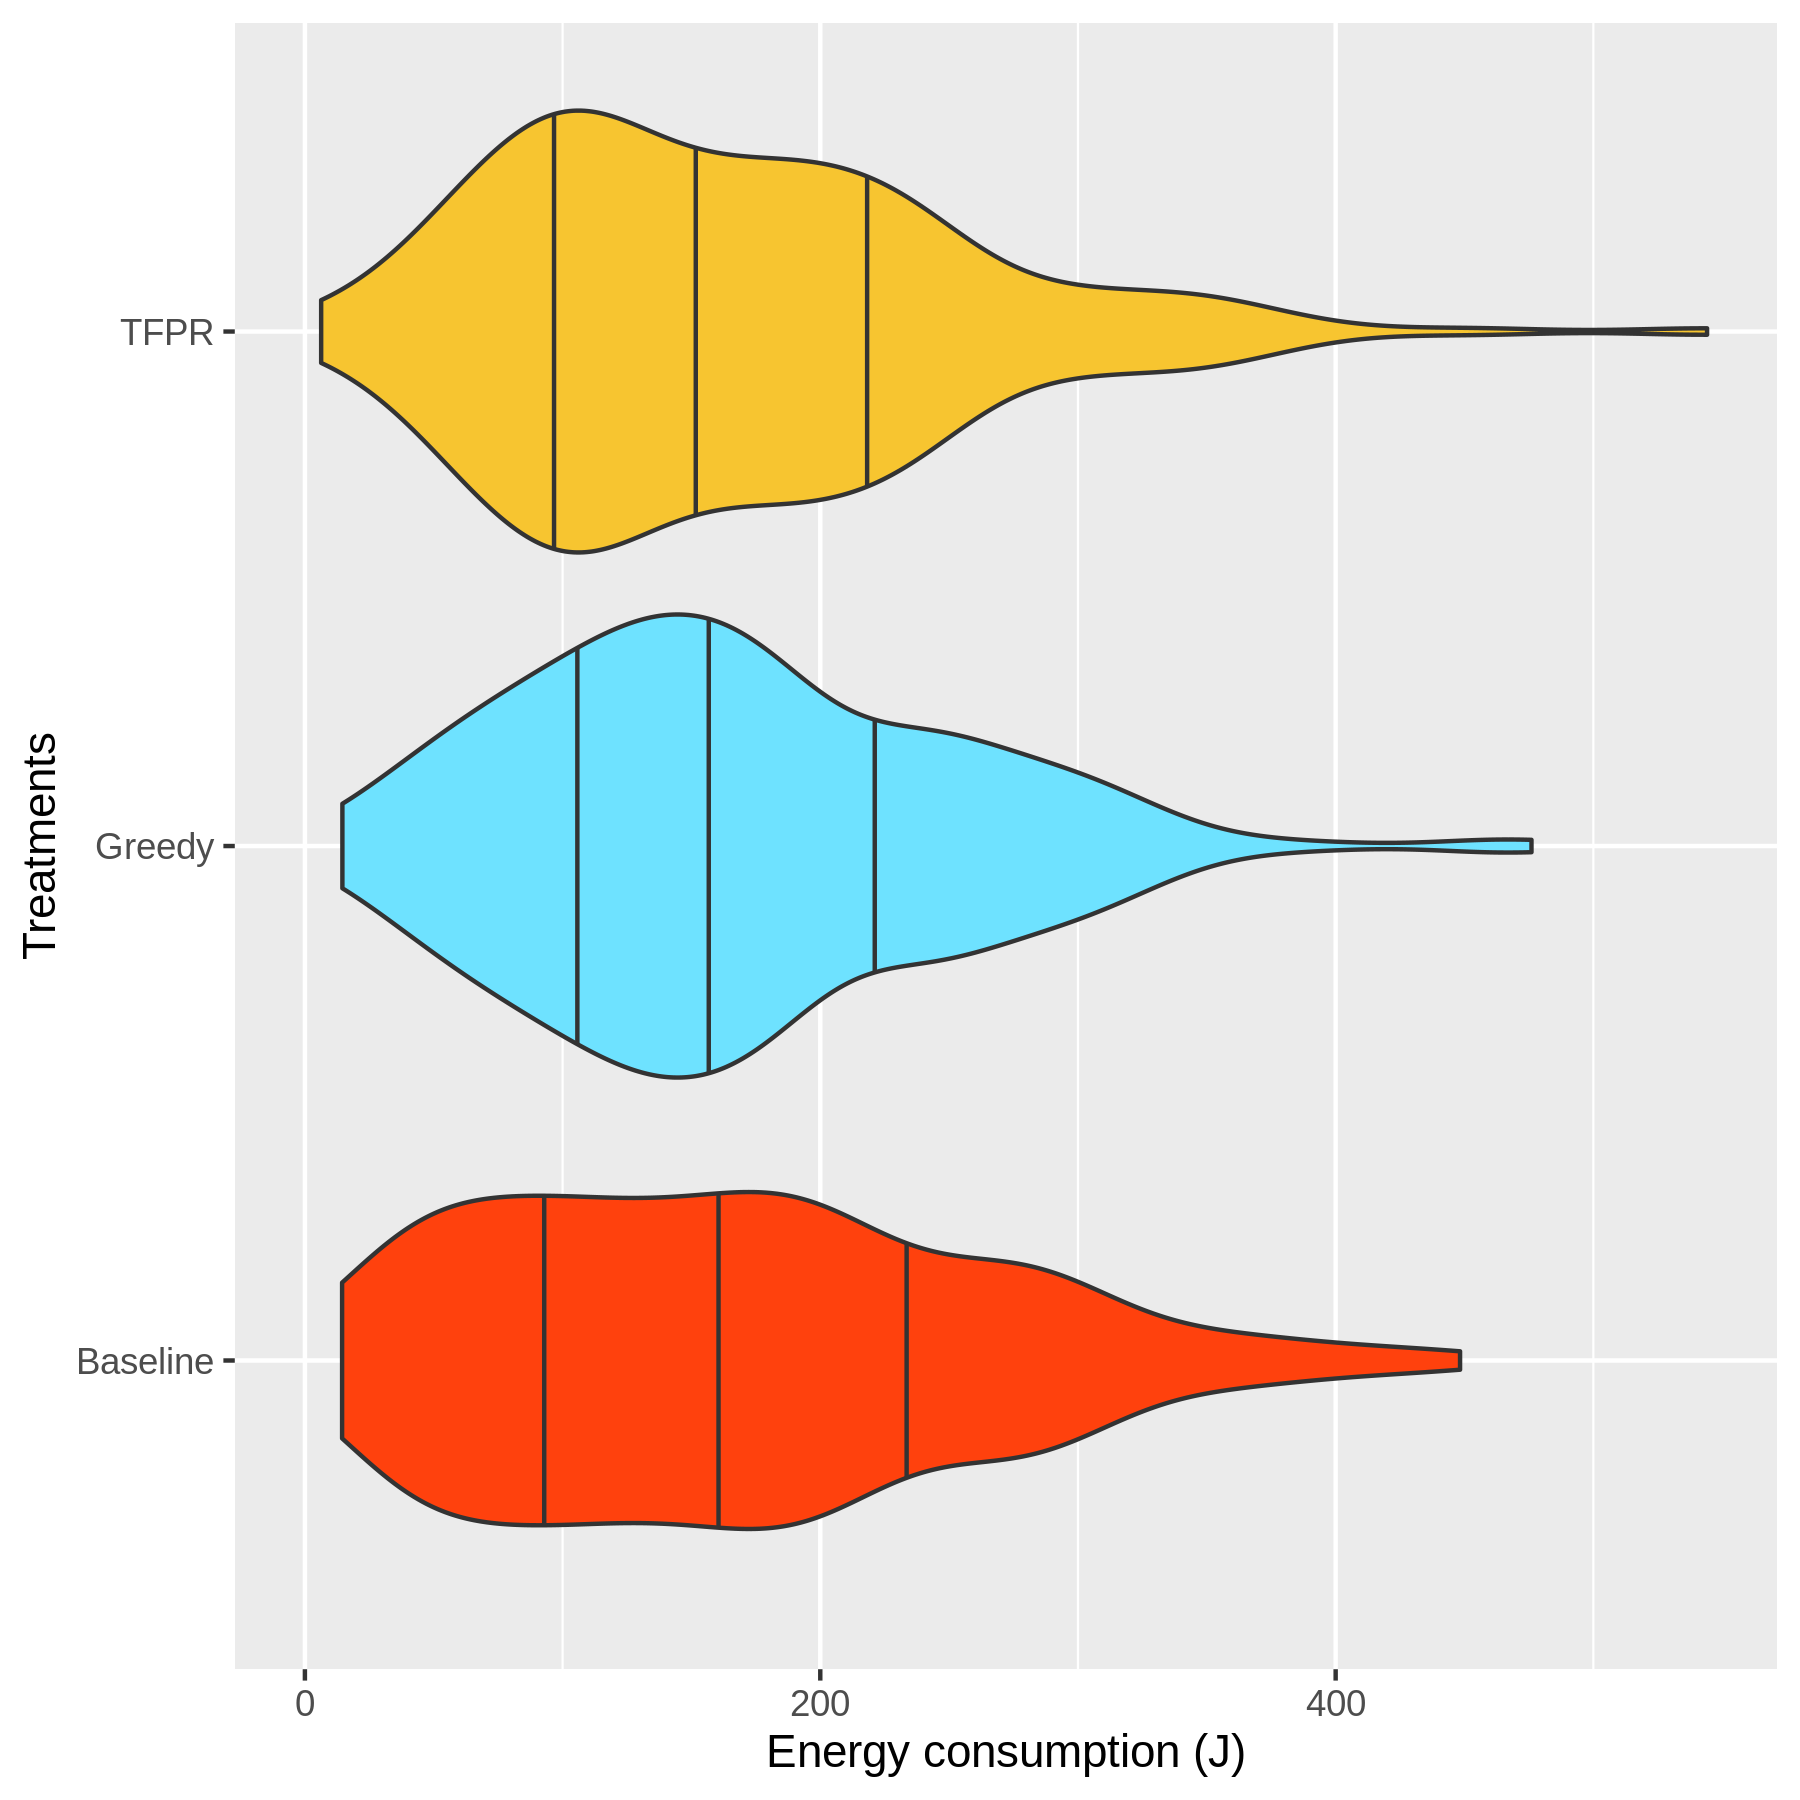 Treatments
TFPR
Greedy
Baseline
0 200 400
Energy consumption (J)